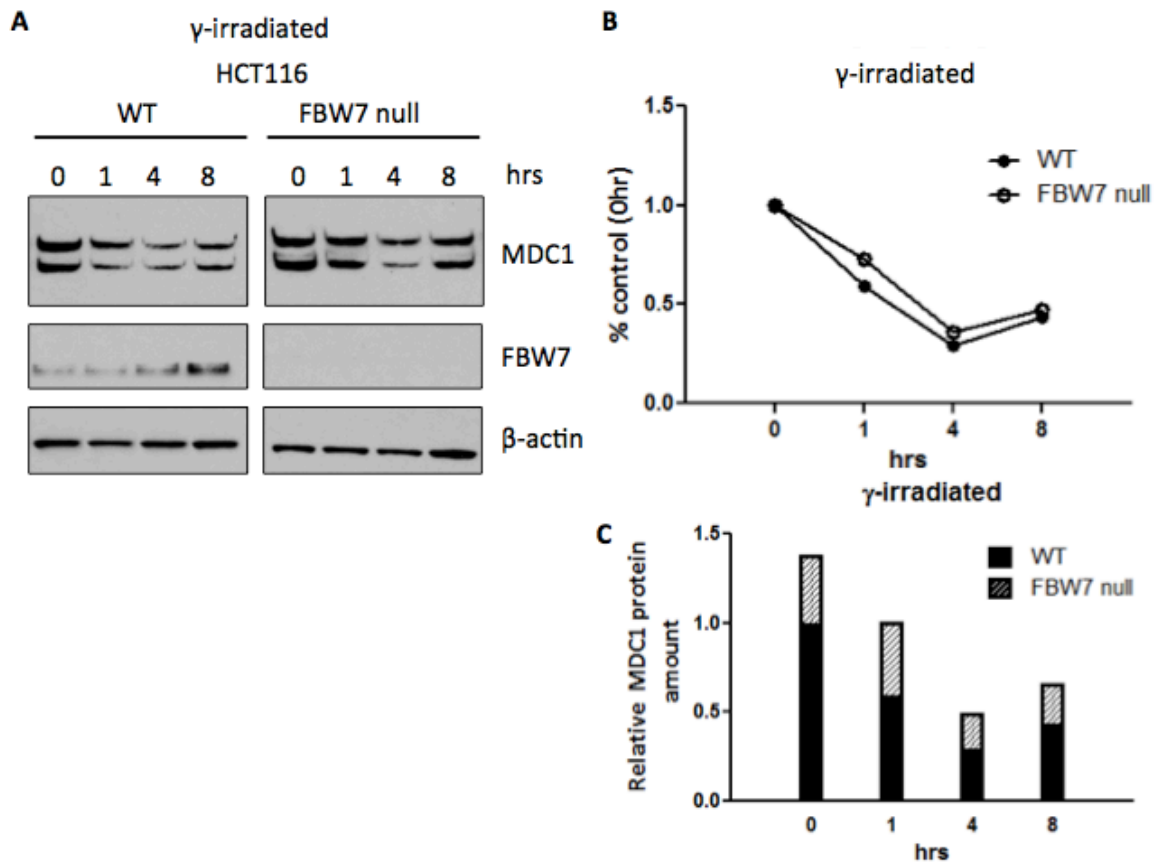 A
γ-irradiated
HCT116
WT FBW7 null
0 1 4 8 0 1 4 8 hrs
MDC1
FBW7
β-actin
B
γ-irradiated
1.5
1.0
0.5
0.0
% control (0hr)
WT
FBW7 null
0 1 4 8
hrs
C
γ-irradiated
1.5
1.0
0.5
0.0
Relative MDC1 protein
amount
WT
FBW7 null
0 1 4 8
hrs